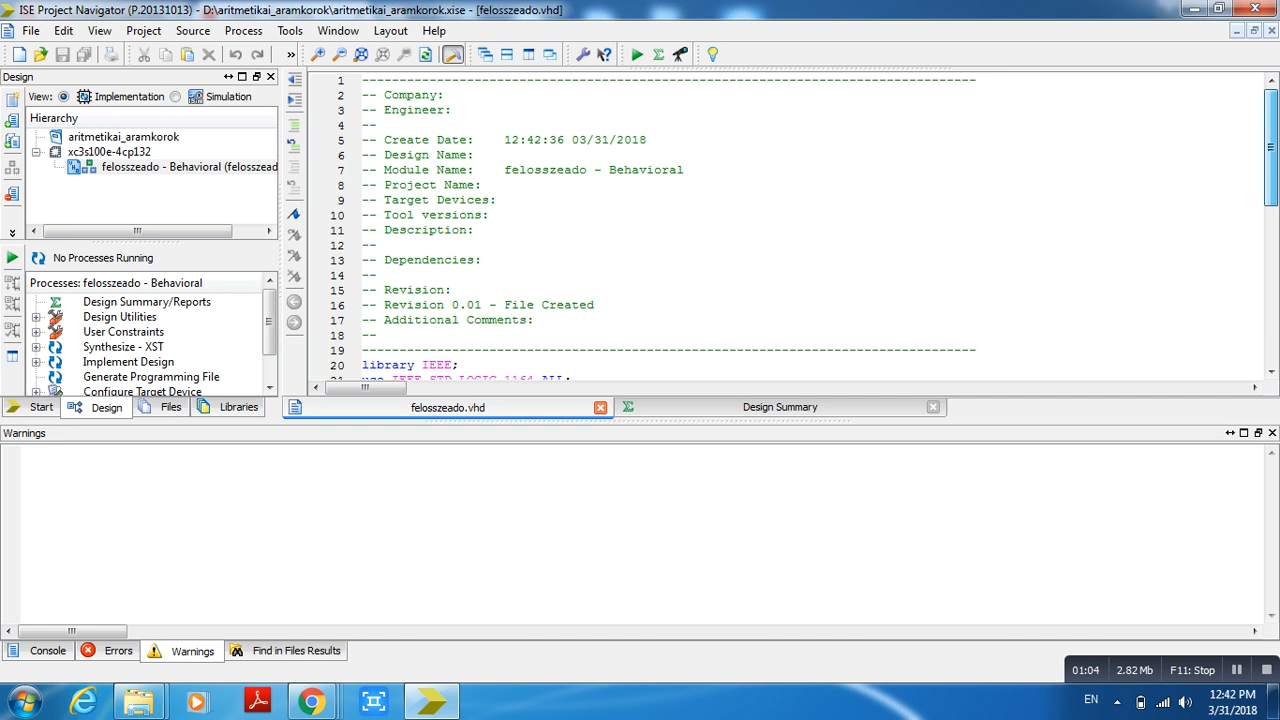 ISE Project Navigator (P.20131013) - D:\aritmetikai_aramkorok\aritmetikai_aramkorok.xise - [felosszeado.vhd]
File Edit View Project Source Process Tools Window Layout Help
»
Design
View: Implementation Simulation
Hierarchy
aritmetikai_aramkorok
xc3s100e-4cp132
felosszeado - Behavioral (felosszead
No Processes Running
Processes: felosszeado - Behavioral
Design Summary/Reports
Design Utilities
User Constraints
Synthesize - XST
Implement Design
Generate Programming File
Configure Target Device
Start Design Files Libraries
1 --------------------------------------------------------------------------------
2 -- Company:
3 -- Engineer:
4 --
5 -- Create Date: 12:42:36 03/31/2018
6 -- Design Name:
7 -- Module Name: felosszeado - Behavioral
8 -- Project Name:
9 -- Target Devices:
10 -- Tool versions:
11 -- Description:
12 --
13 -- Dependencies:
14 --
15 -- Revision:
16 -- Revision 0.01 - File Created
17 -- Additional Comments:
18 --
19 --------------------------------------------------------------------------------
20 library IEEE;
21 use IEEE.STD_LOGIC_1164.ALL;
felosszeado.vhd Design Summary
Warnings
Console Errors Warnings Find in Files Results
01:04 2.82 Mb F11: Stop
EN 12:42 PM
3/31/2018